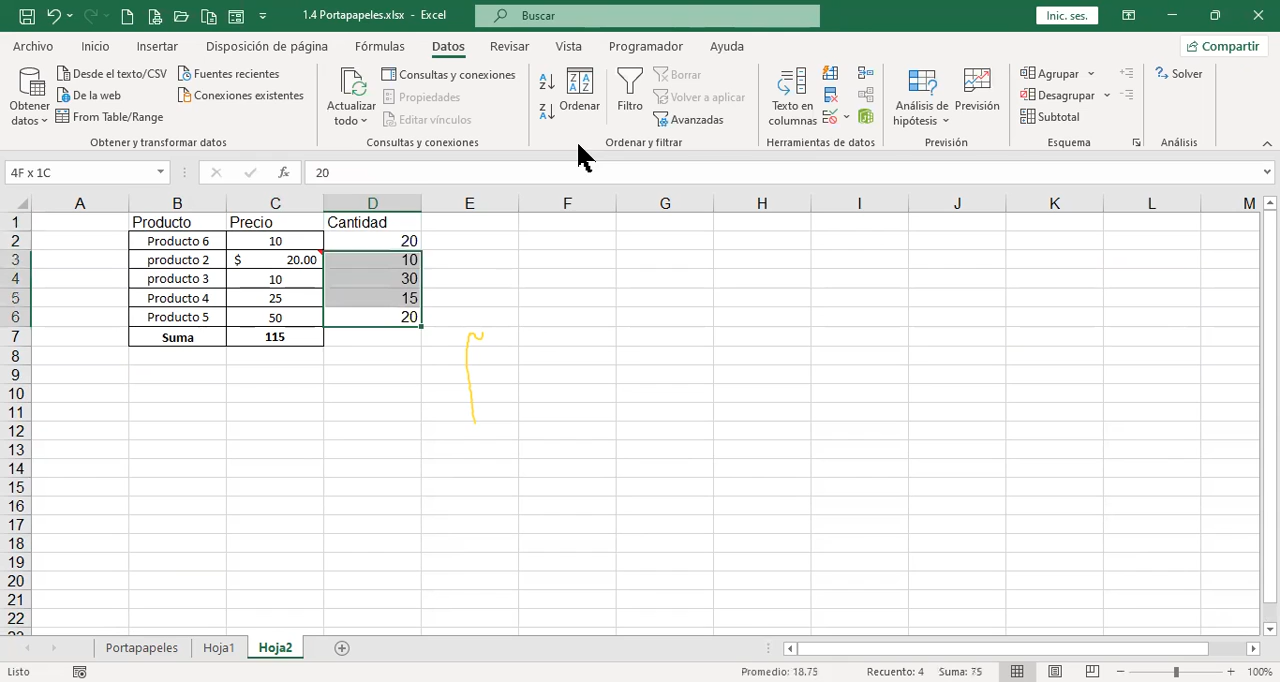 1.4 Portapapeles.xlsx - Excel
Buscar
Inic. ses.
Archivo Inicio Insertar Disposición de página Fórmulas Datos Revisar Vista Programador Ayuda
Compartir
Obtener datos
Desde el texto/CSV
De la web
From Table/Range
Fuentes recientes
Conexiones existentes
Obtener y transformar datos
Actualizar todo
Consultas y conexiones
Propiedades
Editar vínculos
Consultas y conexiones
Ordenar
Filtro
Borrar
Volver a aplicar
Avanzadas
Ordenar y filtrar
Texto en columnas
Herramientas de datos
Análisis de hipótesis
Previsión
Previsión
Agrupar
Desagrupar
Subtotal
Esquema
Solver
Análisis
4F x 1C
fx
20
A B C D E F G H I J K L M
1 Producto Precio Cantidad
2 Producto 6 10 20
3 producto 2 $ 20.00 10
4 producto 3 10 30
5 Producto 4 25 15
6 Producto 5 50 20
7 Suma 115
8
9
10
11
12
13
14
15
16
17
18
19
20
21
22
Portapapeles Hoja1 Hoja2
Listo
Promedio: 18.75 Recuento: 4 Suma: 75
100%